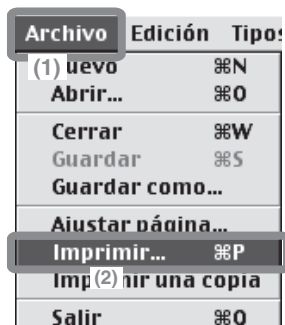 Archivo Edición Tipos
(1) uevo ⌘N
Abrir... ⌘O
Cerrar ⌘W
Guardar ⌘S
Guardar como...
Ajustar página...
Imprimir... ⌘P
Imp (2) nir una copia
Salir ⌘Q